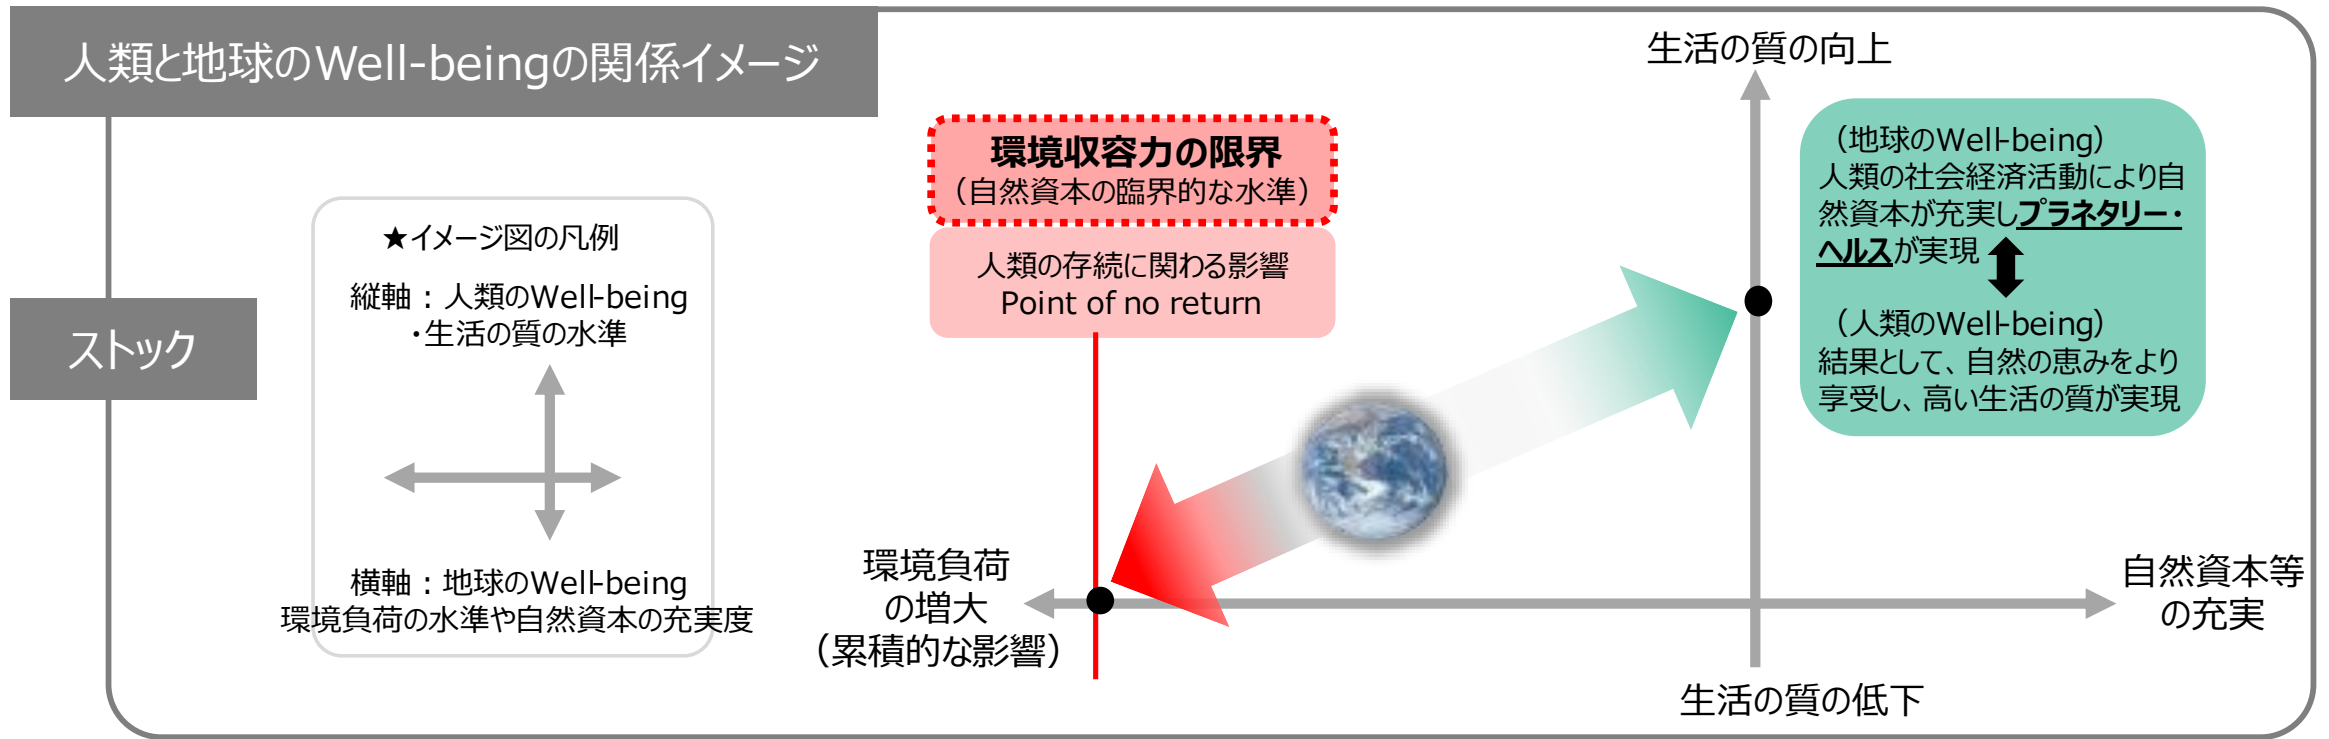 人類と地球のWell-beingの関係イメージ
ストック
★イメージ図の凡例
縦軸：人類のWell-being
・生活の質の水準
横軸：地球のWell-being
環境負荷の水準や自然資本の充実度
環境収容力の限界
（自然資本の臨界的な水準）
人類の存続に関わる影響
Point of no return
環境負荷
の増大
（累積的な影響）
生活の質の向上
（地球のWell-being）
人類の社会経済活動により自
然資本が充実しプラネタリー・
ヘルスが実現
（人類のWell-being）
結果として、自然の恵みをより
享受し、高い生活の質が実現
自然資本等
の充実
生活の質の低下